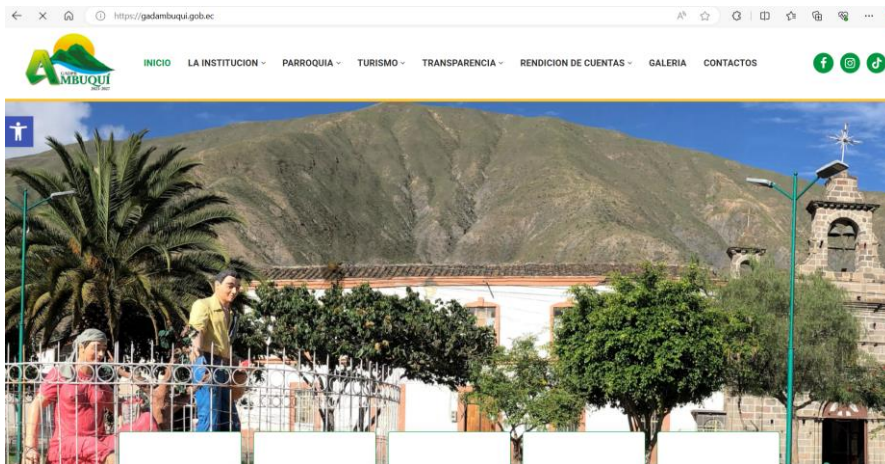 https://gadambuqui.gob.ec
AMBUQUÍ
INICIO LA INSTITUCION PARROQUIA TURISMO TRANSPARENCIA RENDICION DE CUENTAS GALERIA CONTACTOS